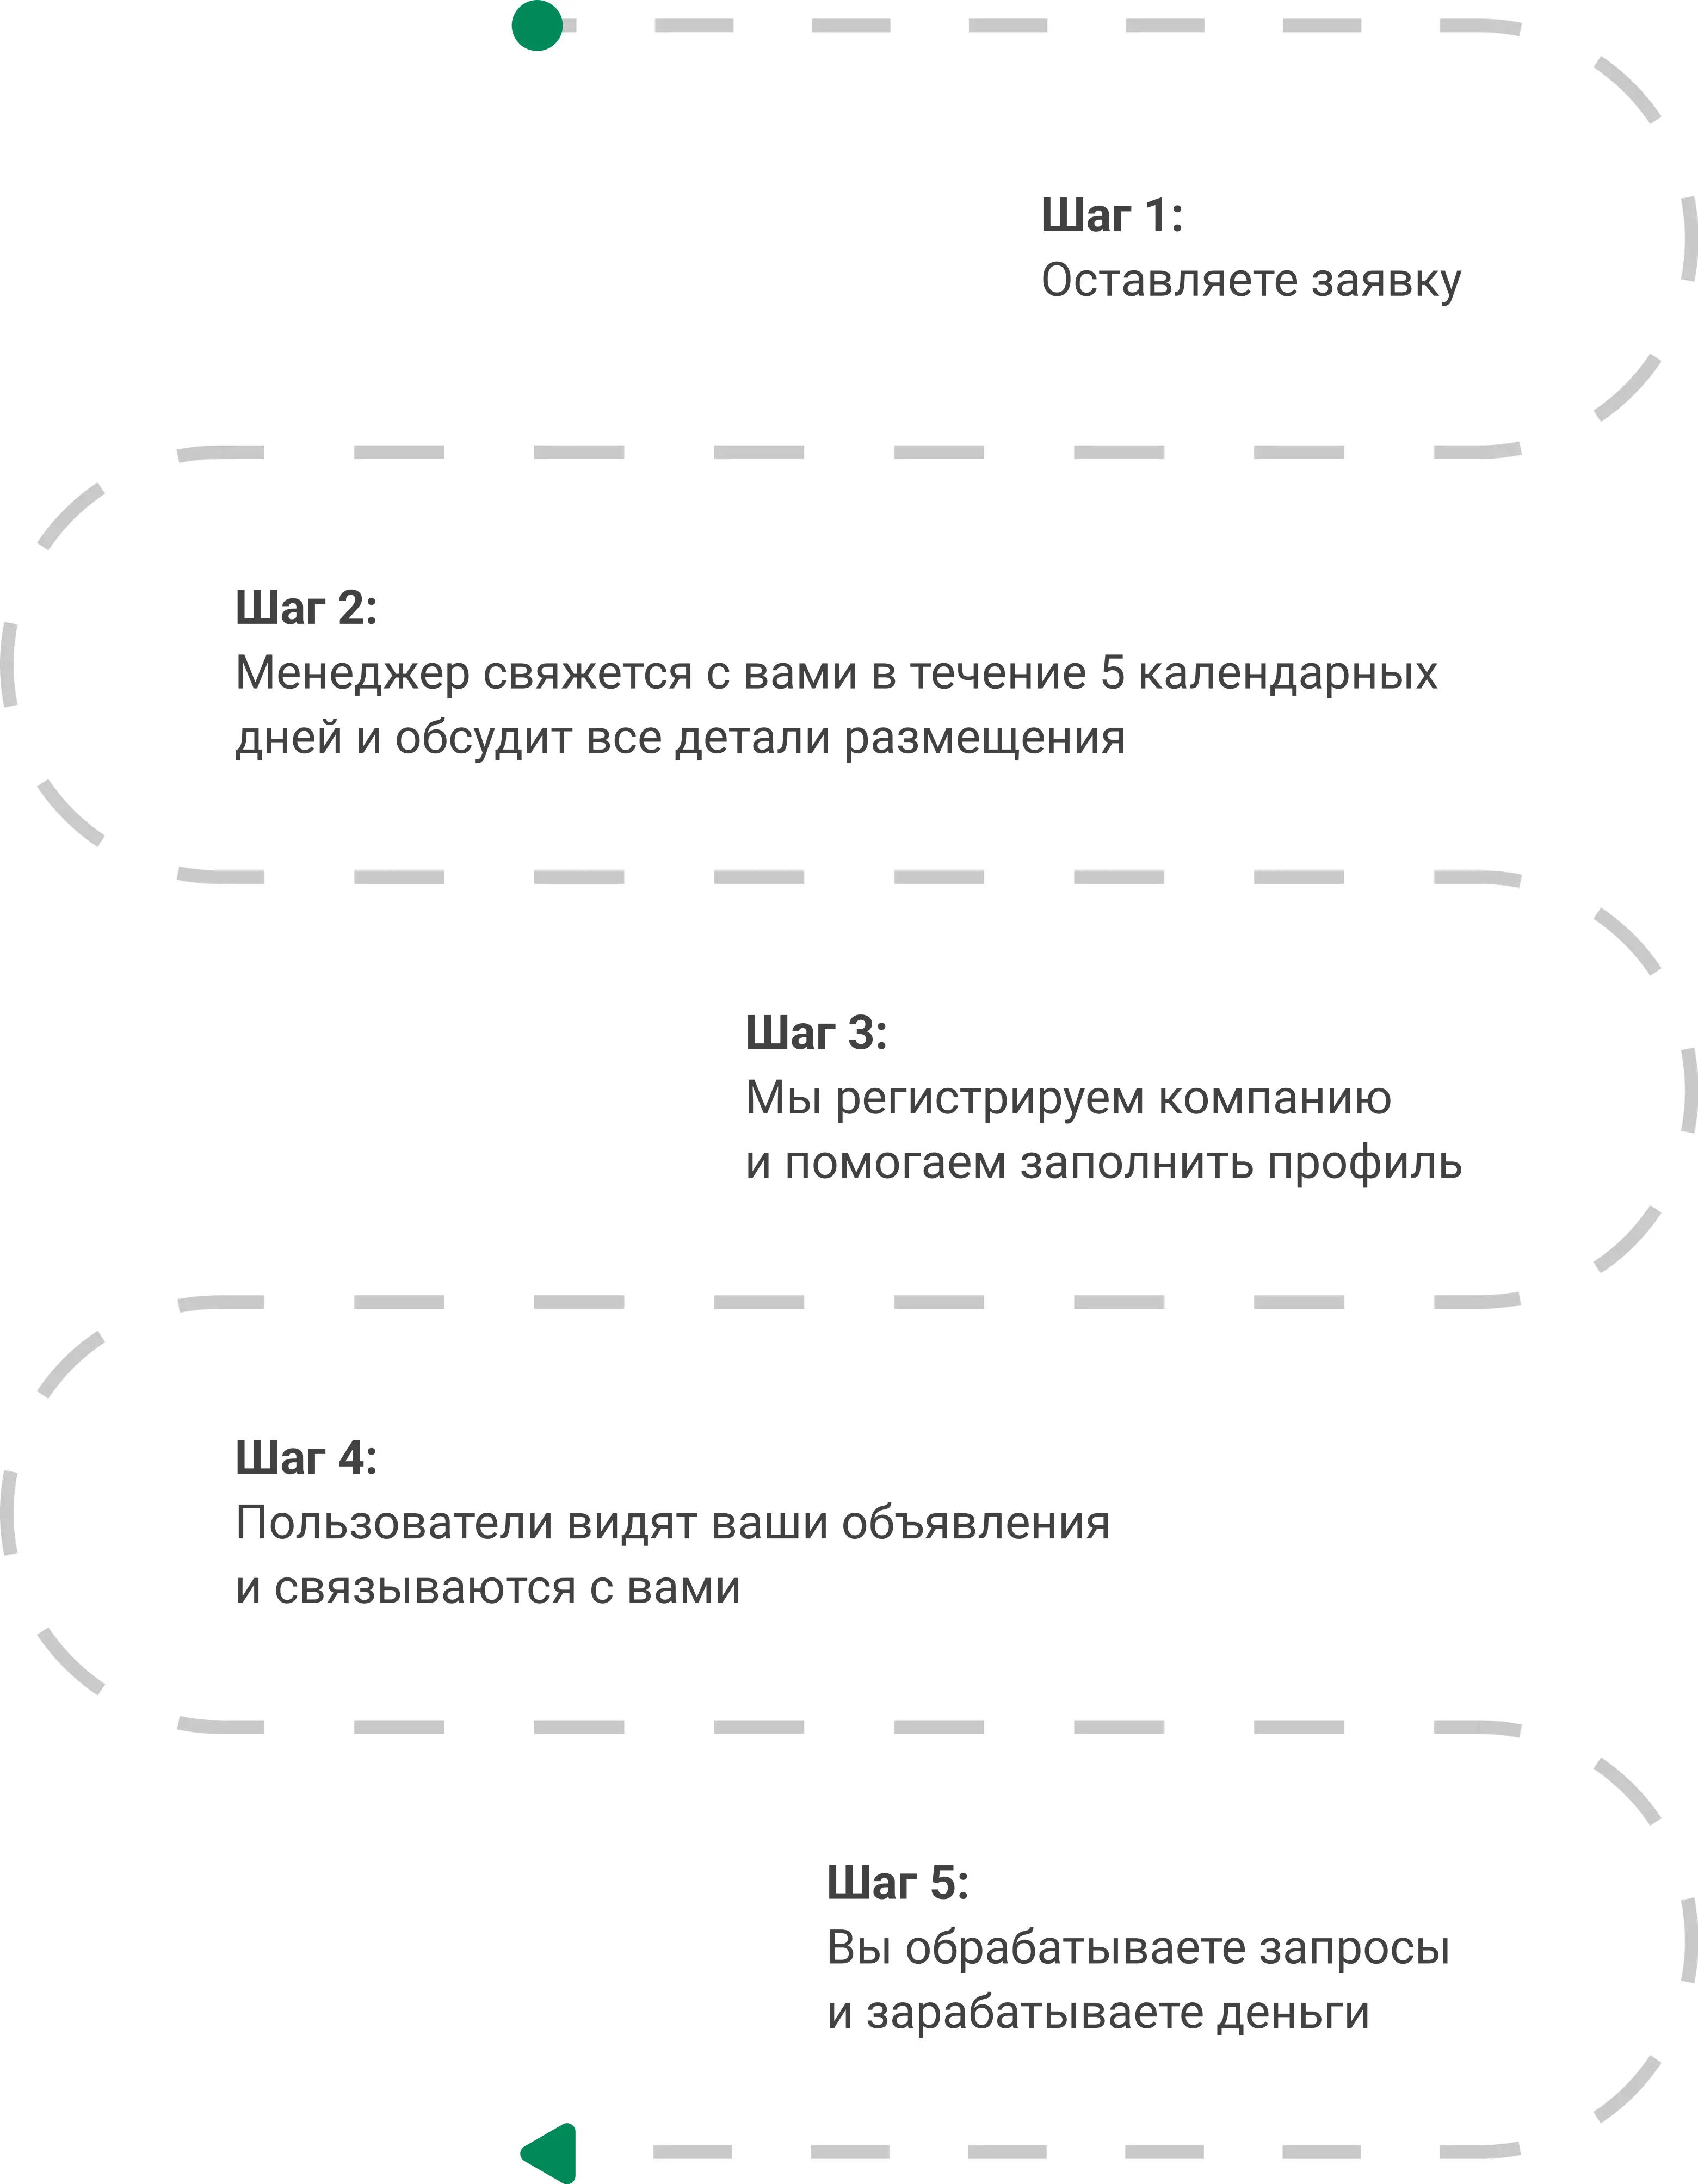 Шаг 1:
Оставляете заявку
Шаг 2:
Менеджер свяжется с вами в течение 5 календарных
дней и обсудит все детали размещения
Шаг 3:
Мы регистрируем компанию
и помогаем заполнить профиль
Шаг 4:
Пользователи видят ваши объявления
и связываются с вами
Шаг 5:
Вы обрабатываете запросы
и зарабатываете деньги